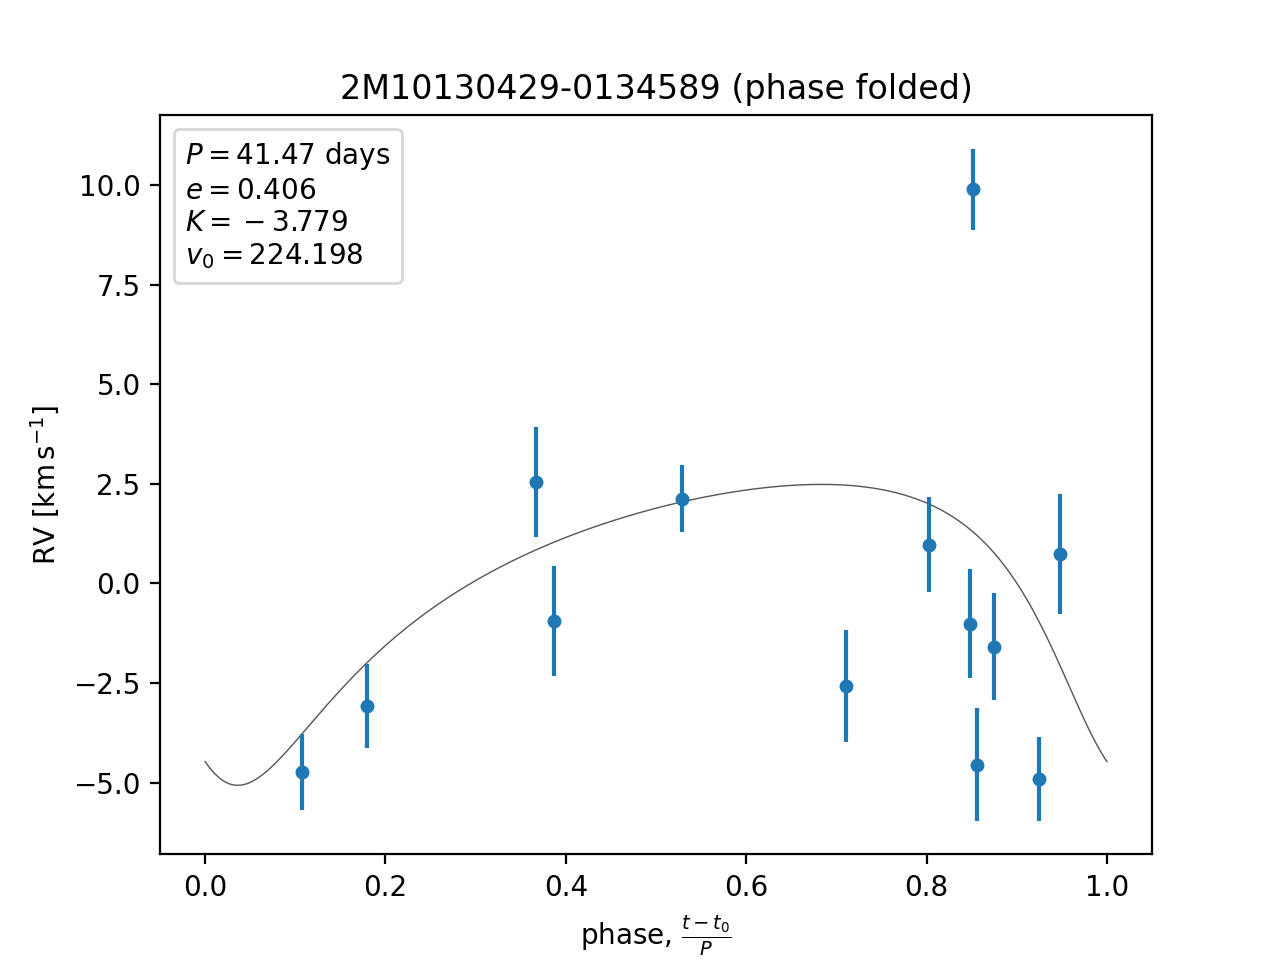 2M10130429-0134589 (phase folded)
P = 41.47 days
e = 0.406
K = −3.779
v₀ = 224.198
10.0
7.5
5.0
2.5
0.0
−2.5
−5.0
RV [km s⁻¹]
0.0 0.2 0.4 0.6 0.8 1.0
phase, (t − t₀)/P